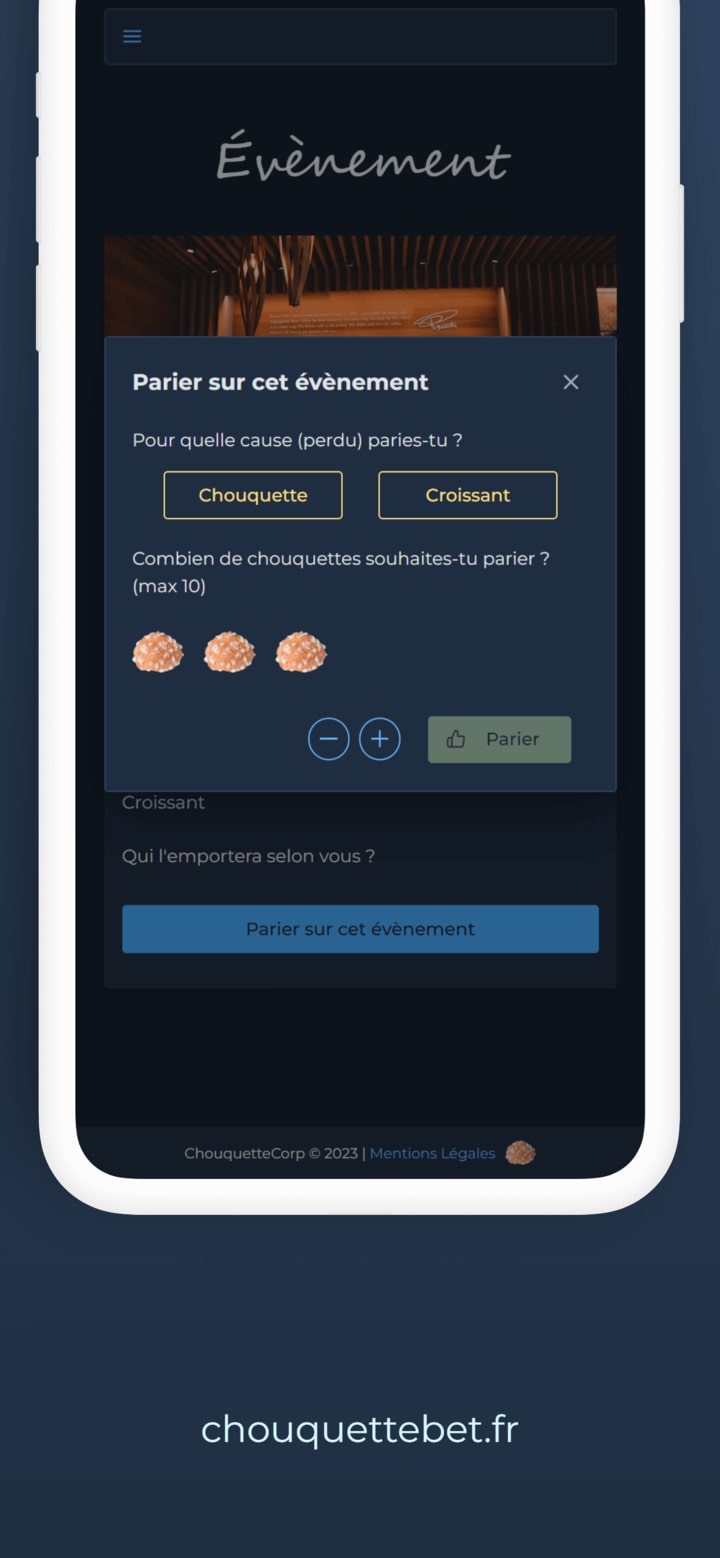 Évènement
Parier sur cet évènement
Pour quelle cause (perdu) paries-tu ?
Chouquette
Croissant
Combien de chouquettes souhaites-tu parier ?
(max 10)
Parier
Croissant
Qui l'emportera selon vous ?
Parier sur cet évènement
ChouquetteCorp © 2023 | Mentions Légales
chouquettebet.fr